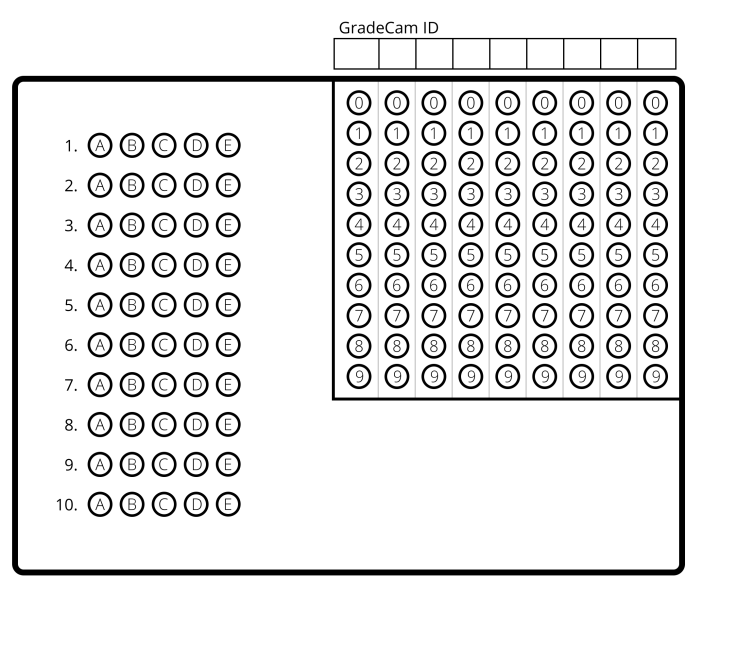 GradeCam ID
0 0 0 0 0 0 0 0 0
1 1 1 1 1 1 1 1 1
2 2 2 2 2 2 2 2 2
3 3 3 3 3 3 3 3 3
4 4 4 4 4 4 4 4 4
5 5 5 5 5 5 5 5 5
6 6 6 6 6 6 6 6 6
7 7 7 7 7 7 7 7 7
8 8 8 8 8 8 8 8 8
9 9 9 9 9 9 9 9 9
1. A B C D E
2. A B C D E
3. A B C D E
4. A B C D E
5. A B C D E
6. A B C D E
7. A B C D E
8. A B C D E
9. A B C D E
10. A B C D E